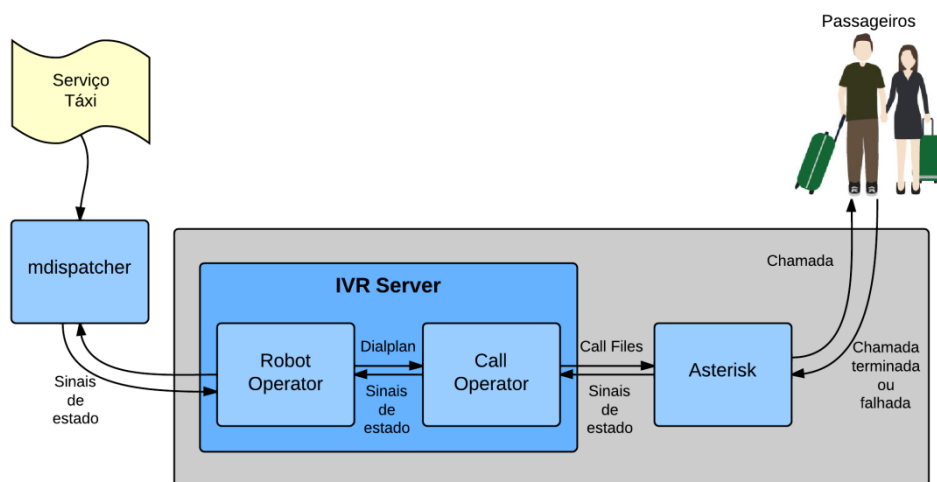 Passageiros
Serviço
Táxi
mdispatcher
Sinais
de
estado
IVR Server
Robot
Operator
Dialplan
Sinais
de
estado
Call
Operator
Call Files
Sinais
de
estado
Asterisk
Chamada
Chamada
terminada
ou
falhada